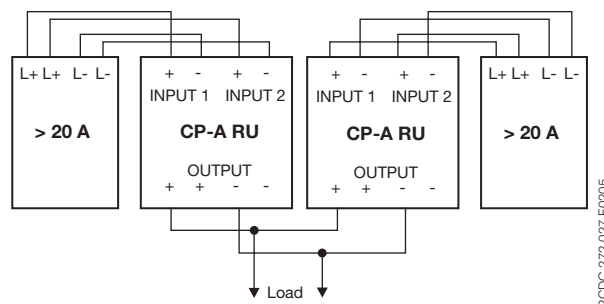 L+ L+ L- L-
+ - + -
INPUT 1 INPUT 2
> 20 A
CP-A RU
OUTPUT
+ + - -
+ - + -
INPUT 1 INPUT 2
CP-A RU
OUTPUT
+ + - -
L+ L+ L- L-
> 20 A
Load
2CDC 272 027 F0205